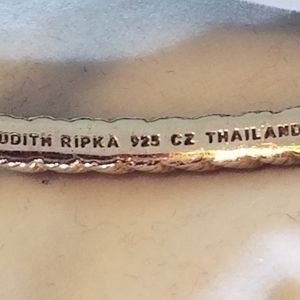 UDITH RIPKA 925 CZ THAILAND